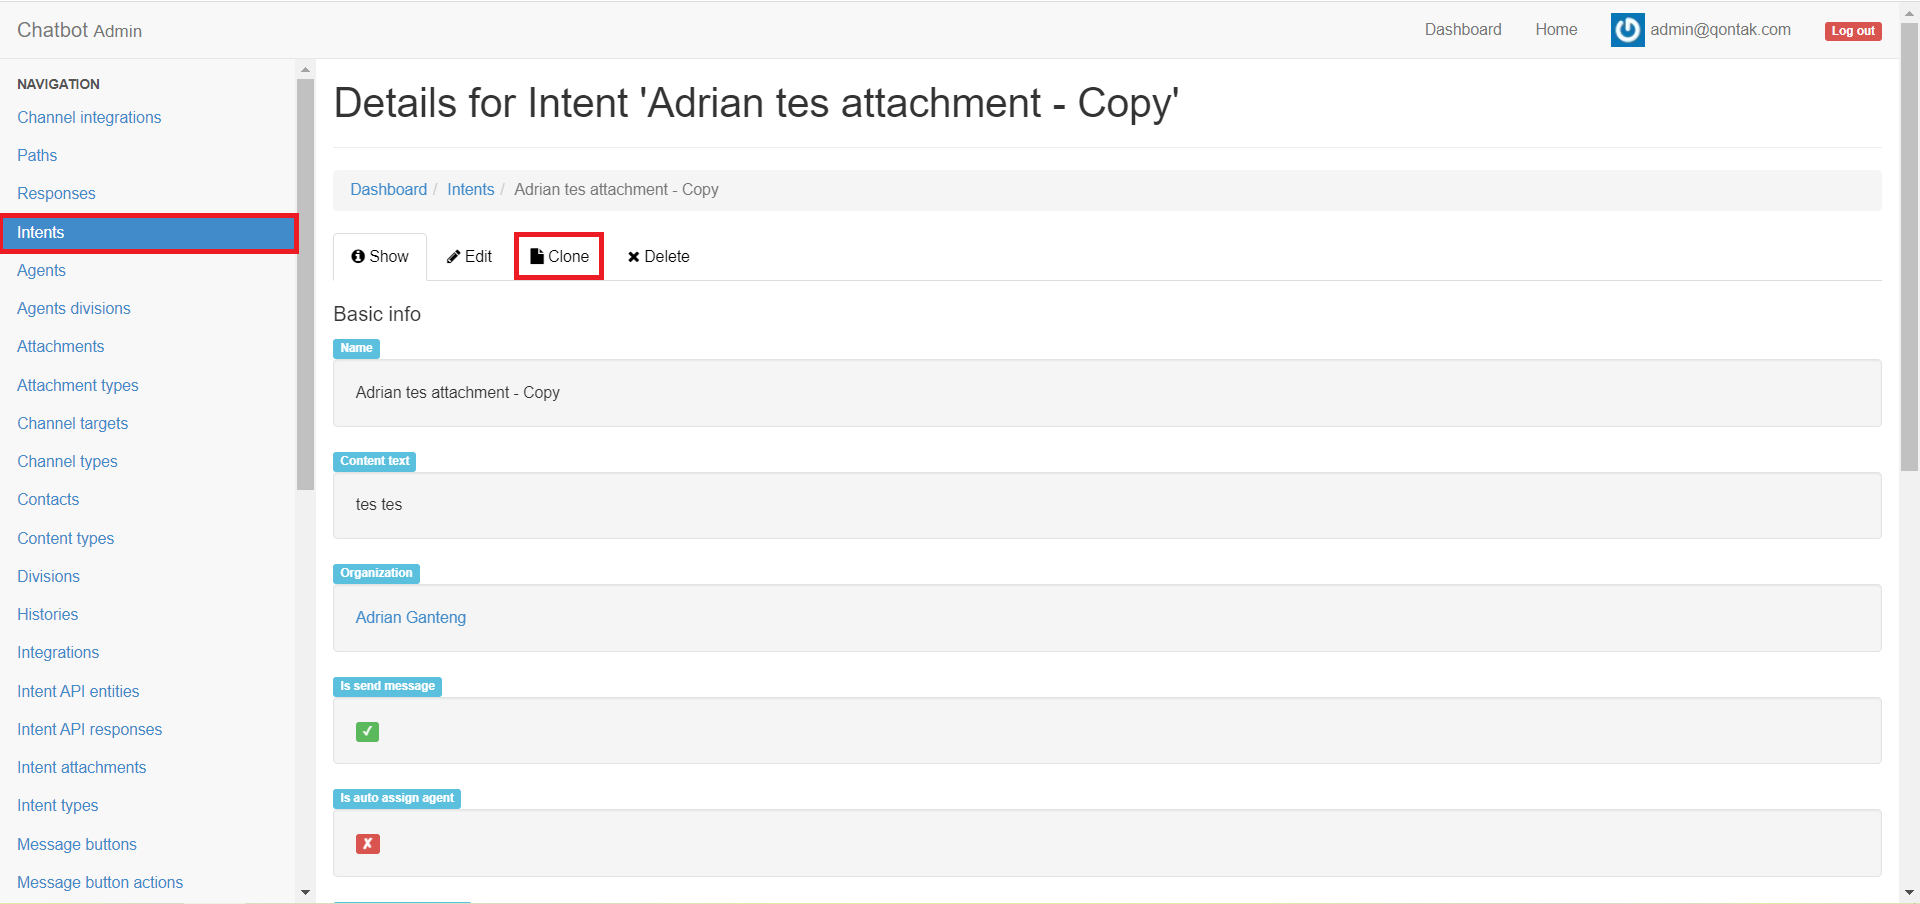 Chatbot Admin
Dashboard
Home
admin@qontak.com
Log out
NAVIGATION
Channel integrations
Paths
Responses
Intents
Agents
Agents divisions
Attachments
Attachment types
Channel targets
Channel types
Contacts
Content types
Divisions
Histories
Integrations
Intent API entities
Intent API responses
Intent attachments
Intent types
Message buttons
Message button actions
Details for Intent 'Adrian tes attachment - Copy'
Dashboard / Intents / Adrian tes attachment - Copy
Show
Edit
Clone
Delete
Basic info
Name
Adrian tes attachment - Copy
Content text
tes tes
Organization
Adrian Ganteng
Is send message
Is auto assign agent